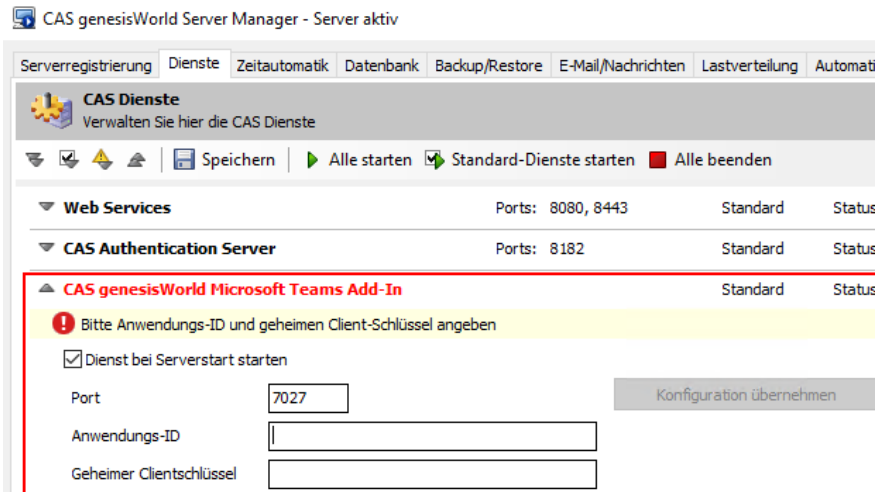 CAS genesisWorld Server Manager - Server aktiv
Serverregistrierung Dienste Zeitautomatik Datenbank Backup/Restore E-Mail/Nachrichten Lastverteilung Automati
CAS Dienste
Verwalten Sie hier die CAS Dienste
Speichern Alle starten Standard-Dienste starten Alle beenden
Web Services Ports: 8080, 8443 Standard Status
CAS Authentication Server Ports: 8182 Standard Status
CAS genesisWorld Microsoft Teams Add-In Standard Status
Bitte Anwendungs-ID und geheimen Client-Schlüssel angeben
Dienst bei Serverstart starten
Port 7027 Konfiguration übernehmen
Anwendungs-ID
Geheimer Clientschlüssel